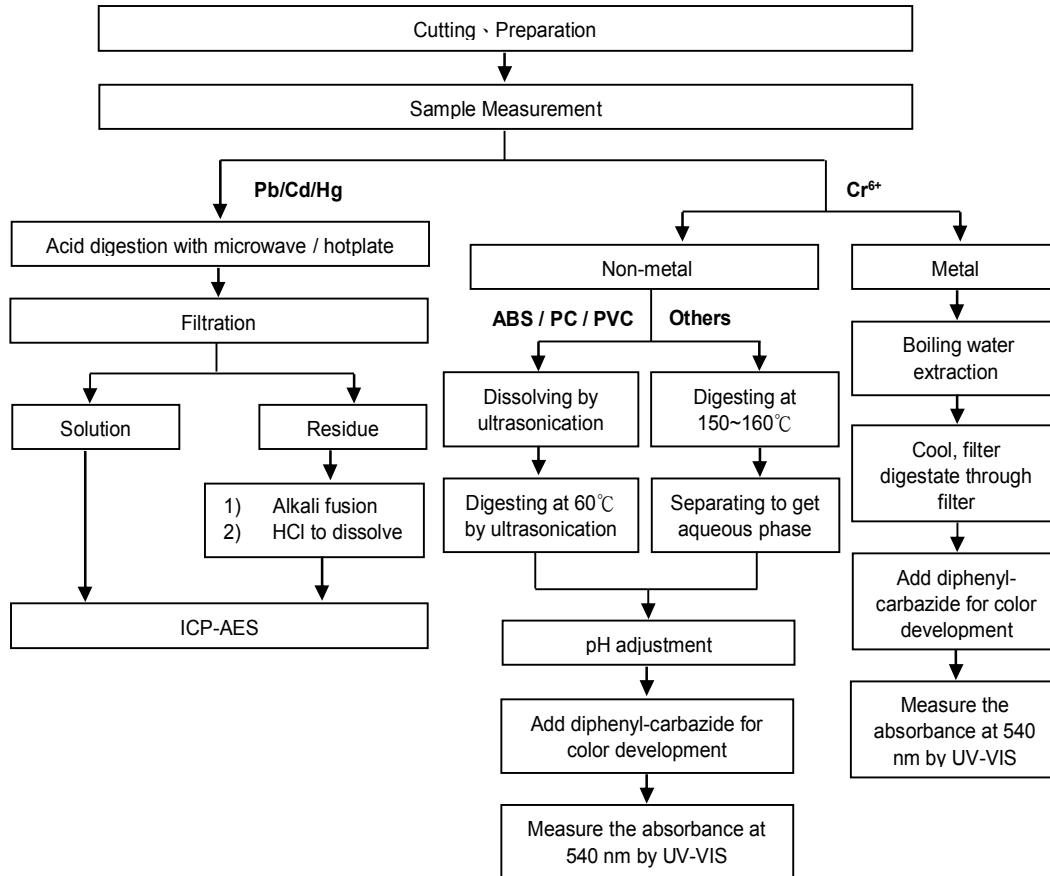 Cutting、Preparation
Sample Measurement
Pb/Cd/Hg
Cr⁶⁺
Acid digestion with microwave / hotplate
Filtration
Solution
Residue
1) Alkali fusion
2) HCl to dissolve
ICP-AES
Non-metal
ABS / PC / PVC
Others
Dissolving by
ultrasonication
Digesting at 60℃
by ultrasonication
Digesting at
150~160℃
Separating to get
aqueous phase
pH adjustment
Add diphenyl-carbazide for
color development
Measure the absorbance at
540 nm by UV-VIS
Metal
Boiling water
extraction
Cool, filter
digestate through
filter
Add diphenyl-
carbazide for color
development
Measure the
absorbance at 540
nm by UV-VIS